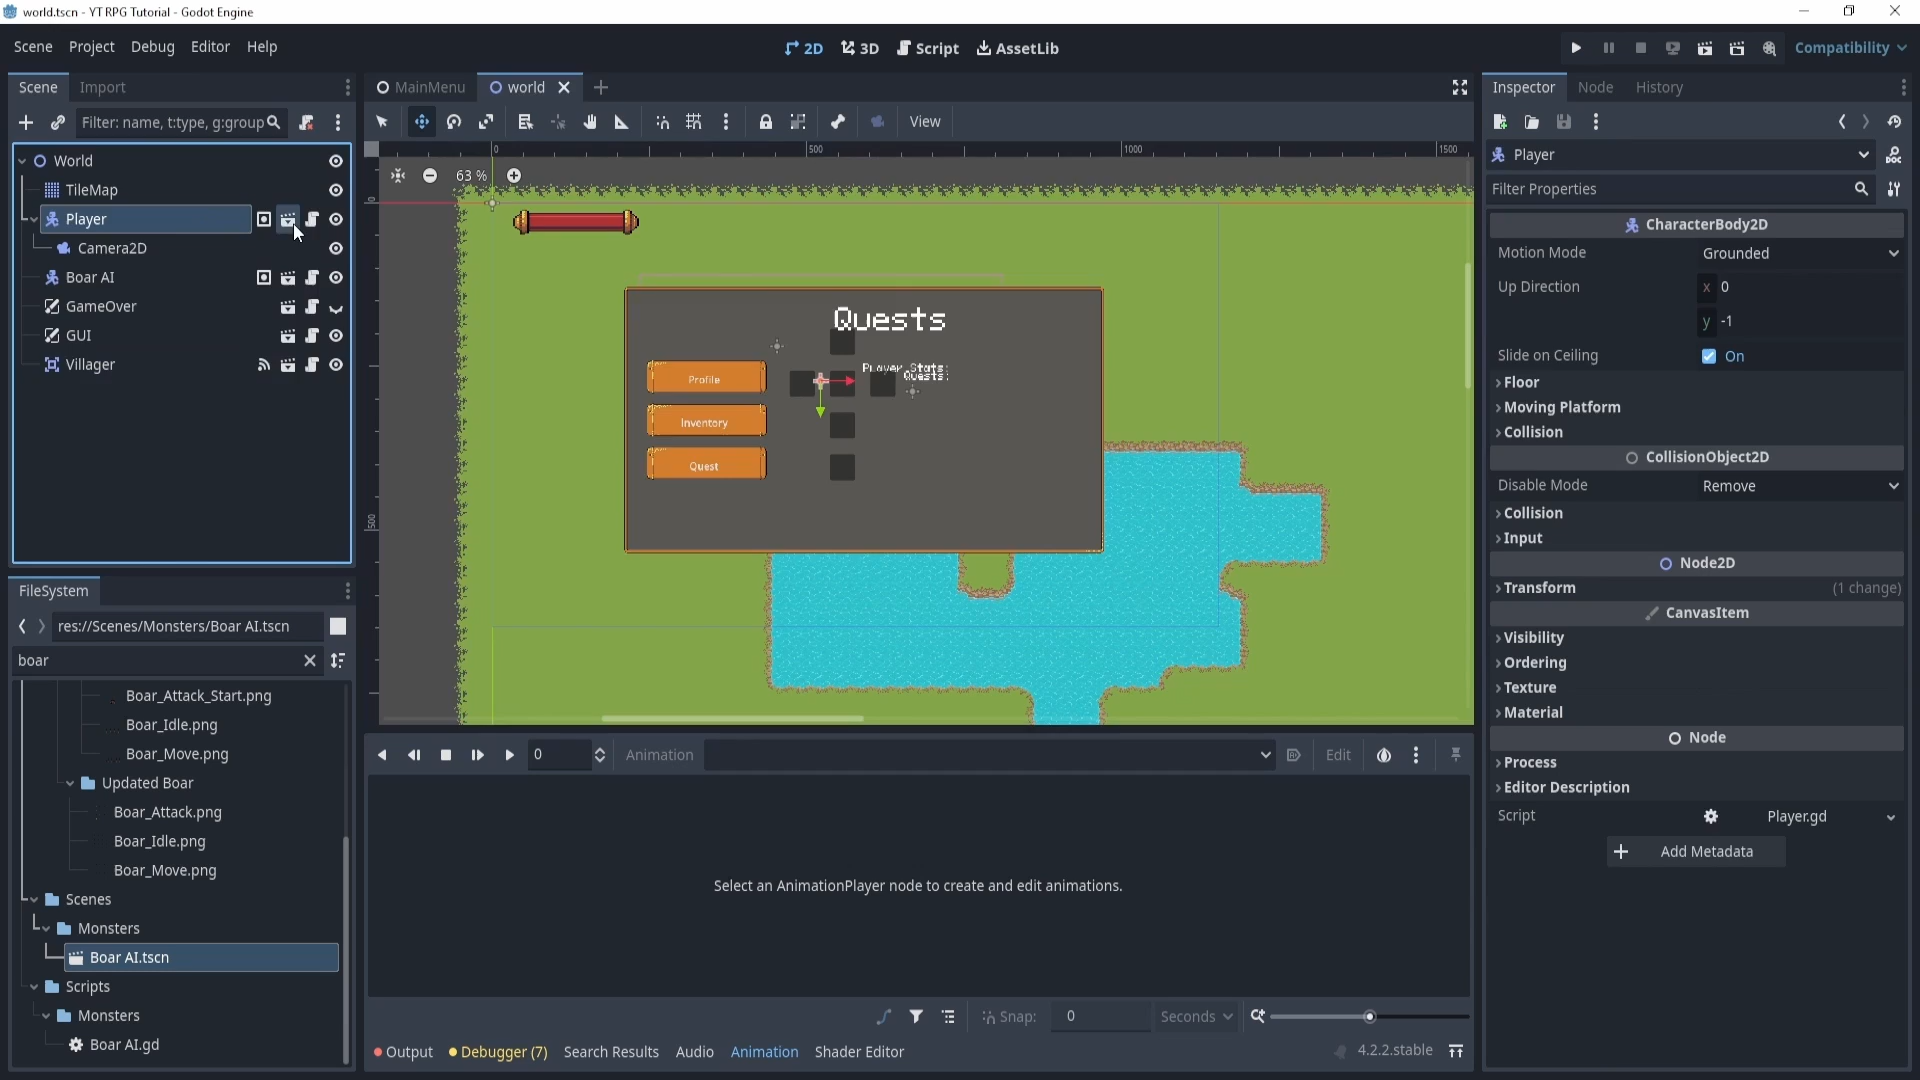 world.tscn - YT RPG Tutorial - Godot Engine
Scene Project Debug Editor Help
2D 3D Script AssetLib
Compatibility
Scene Import
MainMenu world
Inspector Node History
Filter: name, t:type, g:group
View
World
TileMap
Player
Camera2D
Boar AI
GameOver
GUI
Villager
0 500 1000 1500
63 %
0
500
Quests
Player Stats:
Quests:
Profile
Inventory
Quest
FileSystem
res://Scenes/Monsters/Boar AI.tscn
boar
Boar_Attack_Start.png
Boar_Idle.png
Boar_Move.png
Updated Boar
Boar_Attack.png
Boar_Idle.png
Boar_Move.png
Scenes
Monsters
Boar AI.tscn
Scripts
Monsters
Boar AI.gd
0 Animation Edit
Select an AnimationPlayer node to create and edit animations.
Snap: 0 Seconds
Output Debugger (7) Search Results Audio Animation Shader Editor 4.2.2.stable
Player
Filter Properties
CharacterBody2D
Motion Mode Grounded
Up Direction x 0
y -1
Slide on Ceiling On
Floor
Moving Platform
Collision
CollisionObject2D
Disable Mode Remove
Collision
Input
Node2D
Transform (1 change)
CanvasItem
Visibility
Ordering
Texture
Material
Node
Process
Editor Description
Script Player.gd
Add Metadata